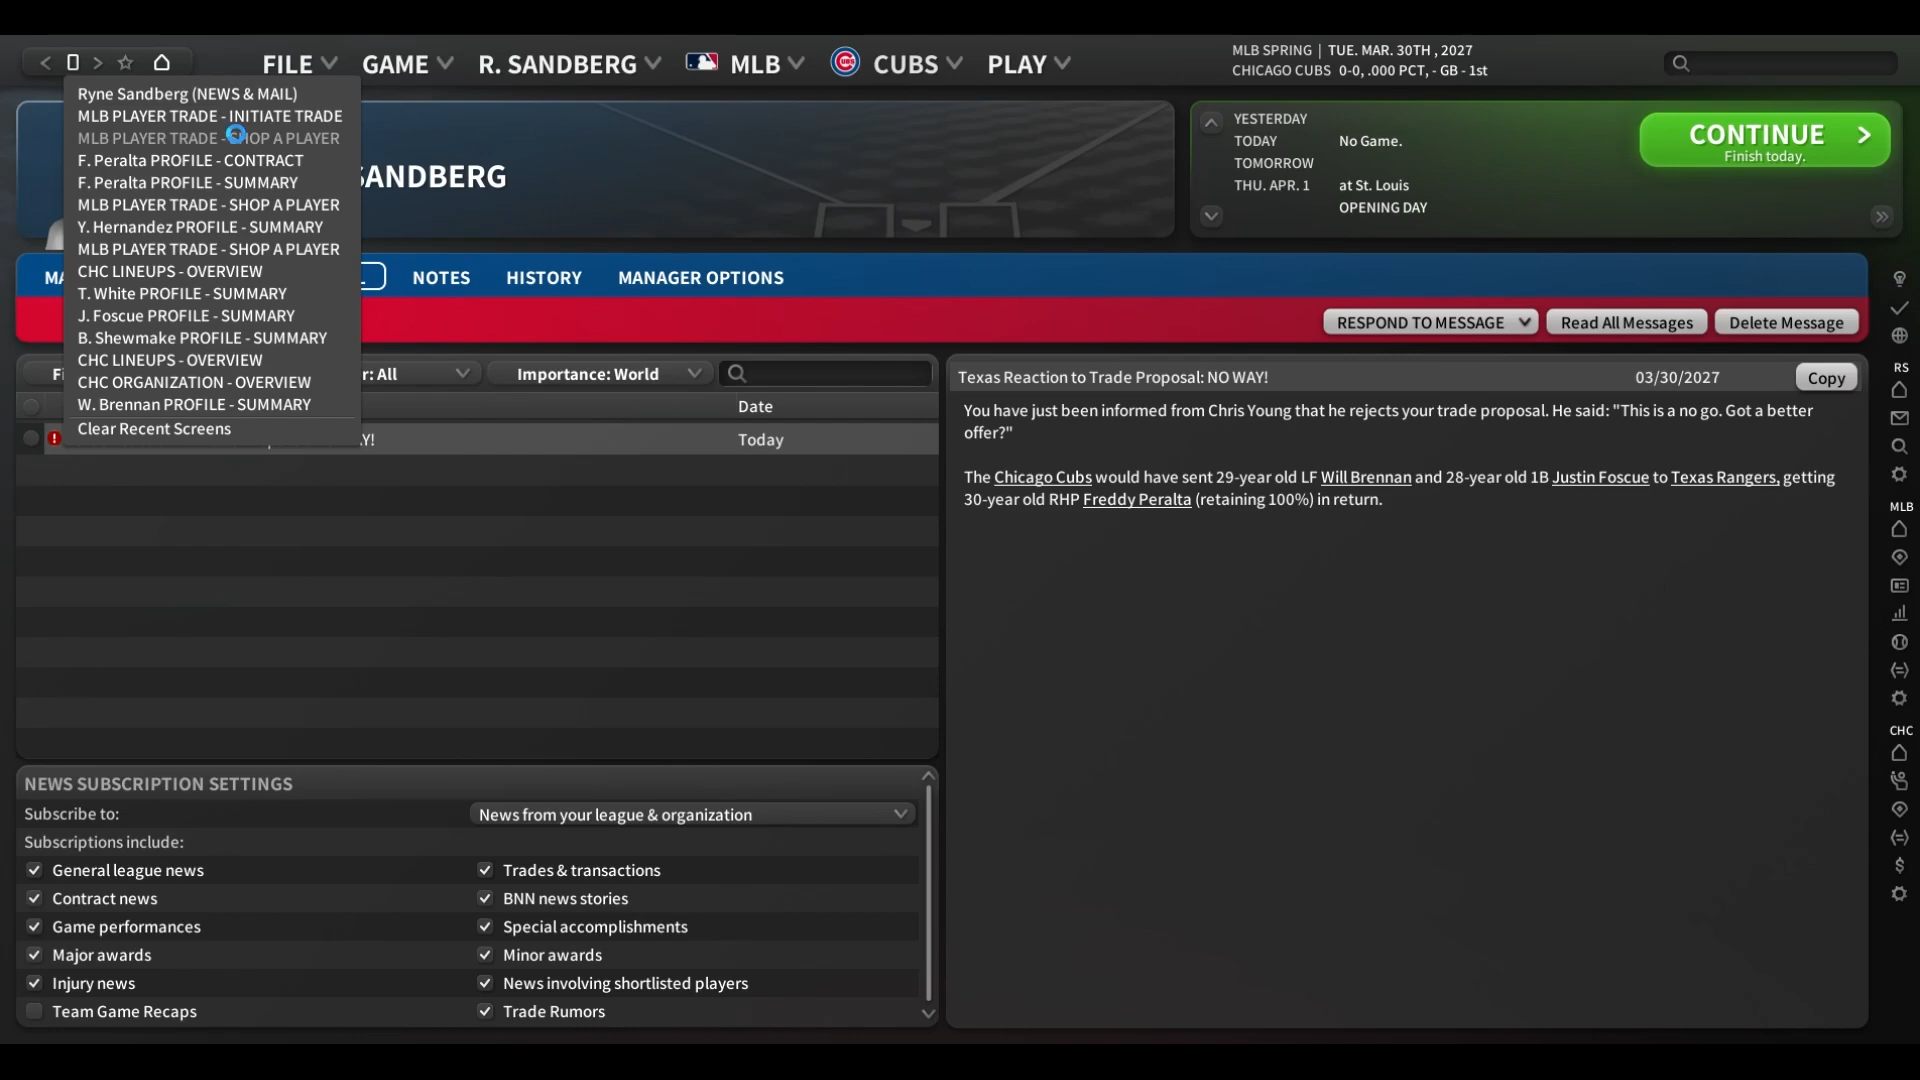 FILE
GAME
R. SANDBERG
MLB
CUBS
PLAY
MLB SPRING | TUE. MAR. 30TH , 2027
CHICAGO CUBS 0-0, .000 PCT, - GB - 1st
Ryne Sandberg (NEWS & MAIL)
MLB PLAYER TRADE - INITIATE TRADE
MLB PLAYER TRADE - SHOP A PLAYER
F. Peralta PROFILE - CONTRACT
F. Peralta PROFILE - SUMMARY
MLB PLAYER TRADE - SHOP A PLAYER
Y. Hernandez PROFILE - SUMMARY
MLB PLAYER TRADE - SHOP A PLAYER
CHC LINEUPS - OVERVIEW
T. White PROFILE - SUMMARY
J. Foscue PROFILE - SUMMARY
B. Shewmake PROFILE - SUMMARY
CHC LINEUPS - OVERVIEW
CHC ORGANIZATION - OVERVIEW
W. Brennan PROFILE - SUMMARY
Clear Recent Screens
SANDBERG
YESTERDAY
TODAY No Game.
TOMORROW
THU. APR. 1 at St. Louis
OPENING DAY
CONTINUE
Finish today.
NOTES
HISTORY
MANAGER OPTIONS
RESPOND TO MESSAGE
Read All Messages
Delete Message
r: All
Importance: World
Date
Y!
Today
Texas Reaction to Trade Proposal: NO WAY!
03/30/2027
Copy
You have just been informed from Chris Young that he rejects your trade proposal. He said: "This is a no go. Got a better
offer?"
The Chicago Cubs would have sent 29-year old LF Will Brennan and 28-year old 1B Justin Foscue to Texas Rangers, getting
30-year old RHP Freddy Peralta (retaining 100%) in return.
NEWS SUBSCRIPTION SETTINGS
Subscribe to: News from your league & organization
Subscriptions include:
General league news Trades & transactions
Contract news BNN news stories
Game performances Special accomplishments
Major awards Minor awards
Injury news News involving shortlisted players
Team Game Recaps Trade Rumors
RS
MLB
CHC